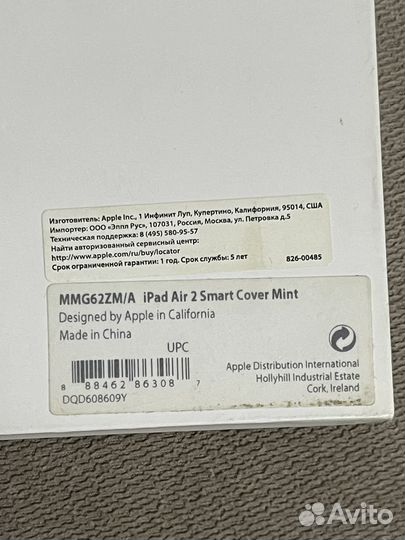 Изготовитель: Apple Inc., 1 Инфинит Луп, Купертино, Калифорния, 95014, США
Импортер: ООО «Эппл Рус», 107031, Россия, Москва, ул. Петровка д.5
Техническая поддержка: 8 (495) 580-95-57
Найти авторизованный сервисный центр:
http://www.apple.com/ru/buy/locator
Срок ограниченной гарантии: 1 год. Срок службы: 5 лет 826-00485
MMG62ZM/A iPad Air 2 Smart Cover Mint
Designed by Apple in California
Made in China
UPC
8 88462 86308 7
DQD608609Y
Apple Distribution International
Hollyhill Industrial Estate
Cork, Ireland
Avito